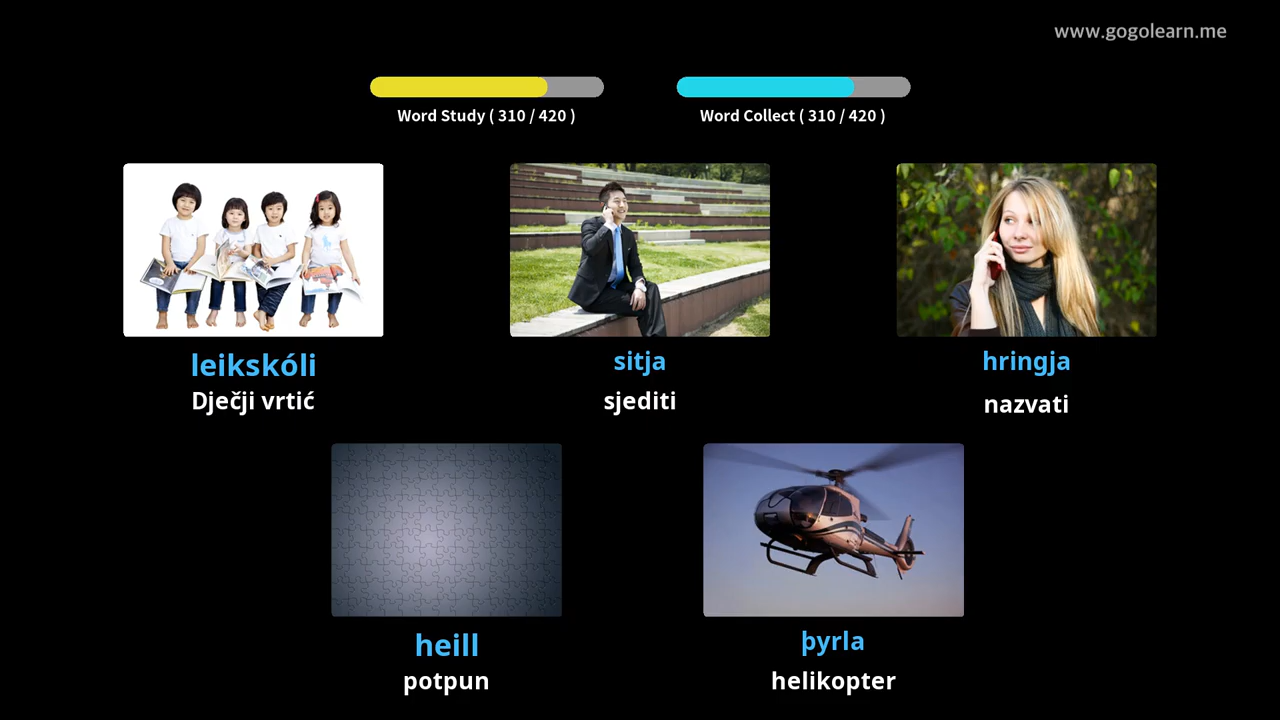 www.gogolearn.me
Word Study ( 310 / 420 )
Word Collect ( 310 / 420 )
leikskóli
Dječji vrtić
sitja
sjediti
hringja
nazvati
heill
potpun
þyrla
helikopter